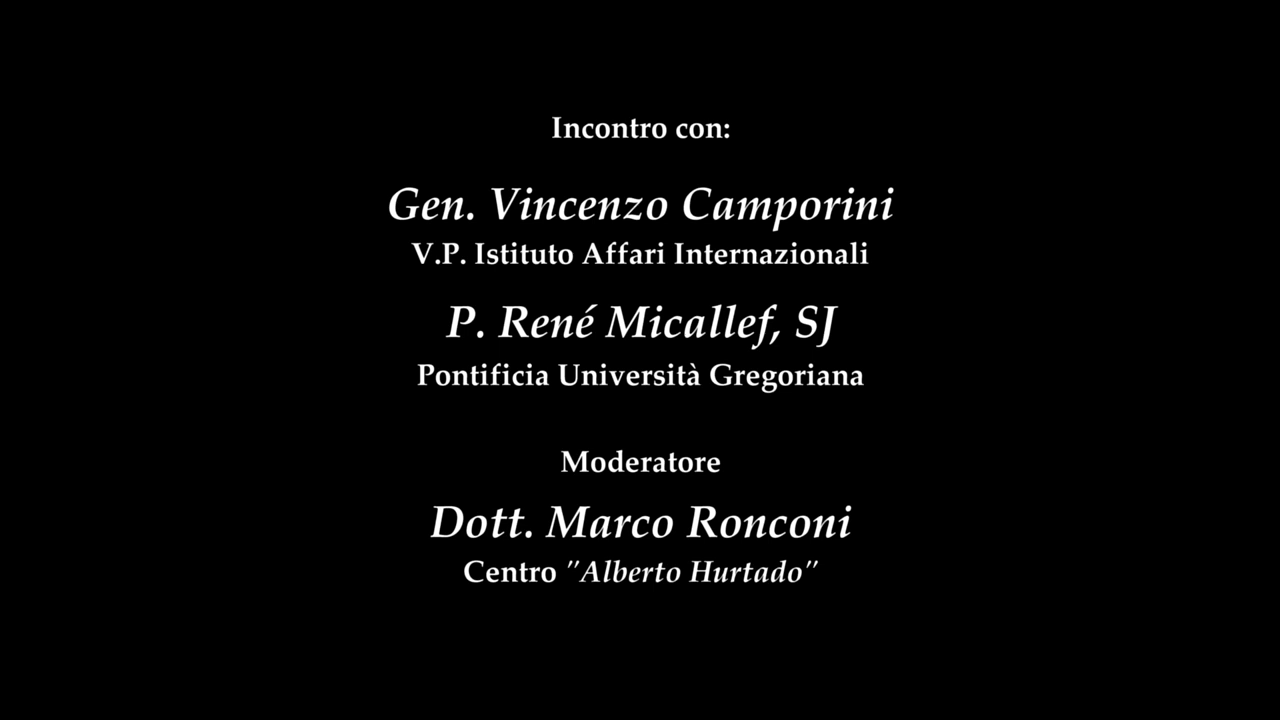 Incontro con:
Gen. Vincenzo Camporini
V.P. Istituto Affari Internazionali
P. René Micallef, SJ
Pontificia Università Gregoriana
Moderatore
Dott. Marco Ronconi
Centro "Alberto Hurtado"